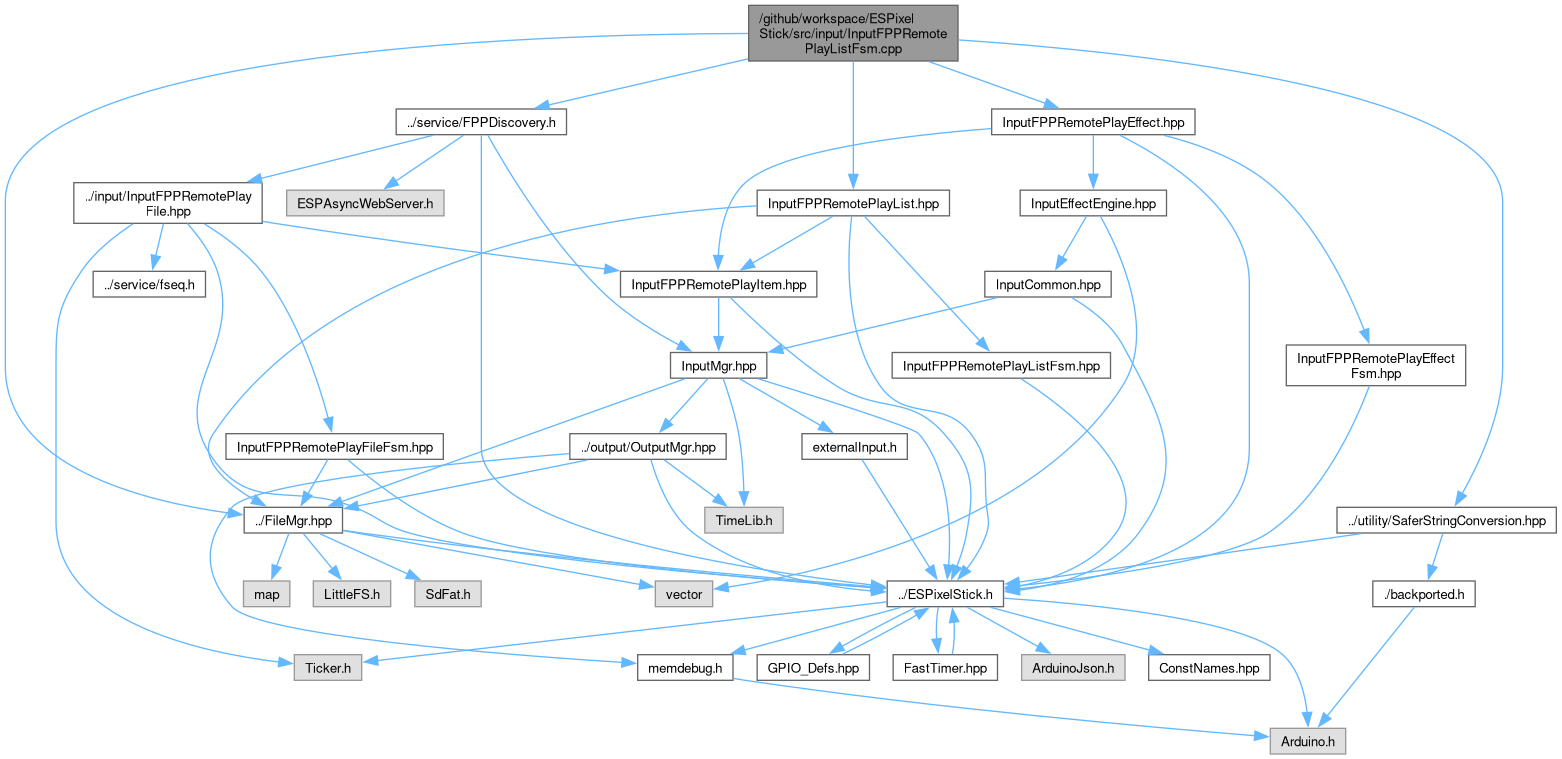 /github/workspace/ESPixel
Stick/src/input/InputFPPRemote
PlayListFsm.cpp
../service/FPPDiscovery.h
InputFPPRemotePlayEffect.hpp
../input/InputFPPRemotePlay
File.hpp
ESPAsyncWebServer.h
InputFPPRemotePlayList.hpp
InputEffectEngine.hpp
../service/fseq.h
InputFPPRemotePlayItem.hpp
InputCommon.hpp
InputMgr.hpp
InputFPPRemotePlayListFsm.hpp
InputFPPRemotePlayEffect
Fsm.hpp
InputFPPRemotePlayFileFsm.hpp
../output/OutputMgr.hpp
externalInput.h
../FileMgr.hpp
TimeLib.h
../utility/SaferStringConversion.hpp
map
LittleFS.h
SdFat.h
vector
../ESPixelStick.h
./backported.h
Ticker.h
memdebug.h
GPIO_Defs.hpp
FastTimer.hpp
ArduinoJson.h
ConstNames.hpp
Arduino.h